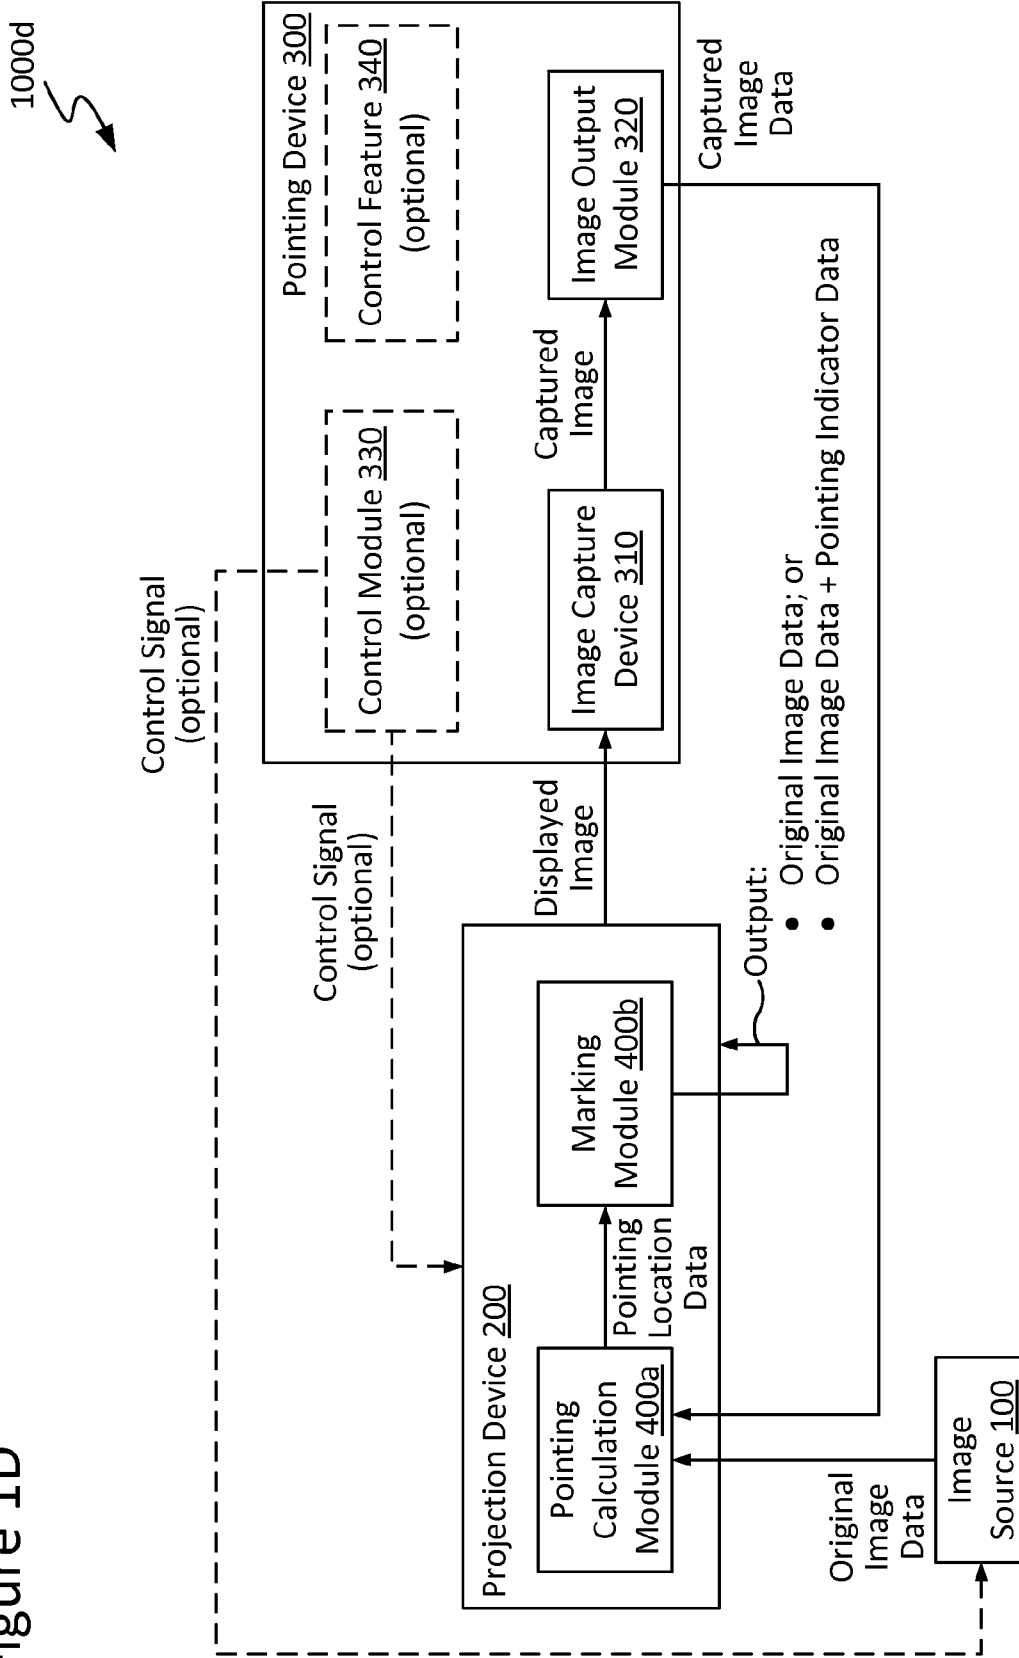 Figure 1D
1000d
Control Signal
(optional)
Control Signal
(optional)
Pointing Device 300
Control Module 330
(optional)
Control Feature 340
(optional)
Projection Device 200
Pointing
Calculation
Module 400a
Pointing
Location
Data
Marking
Module 400b
Displayed
Image
Image Capture
Device 310
Captured
Image
Image Output
Module 320
Captured
Image
Data
Output:
• Original Image Data; or
• Original Image Data + Pointing Indicator Data
Original
Image
Data
Image
Source 100